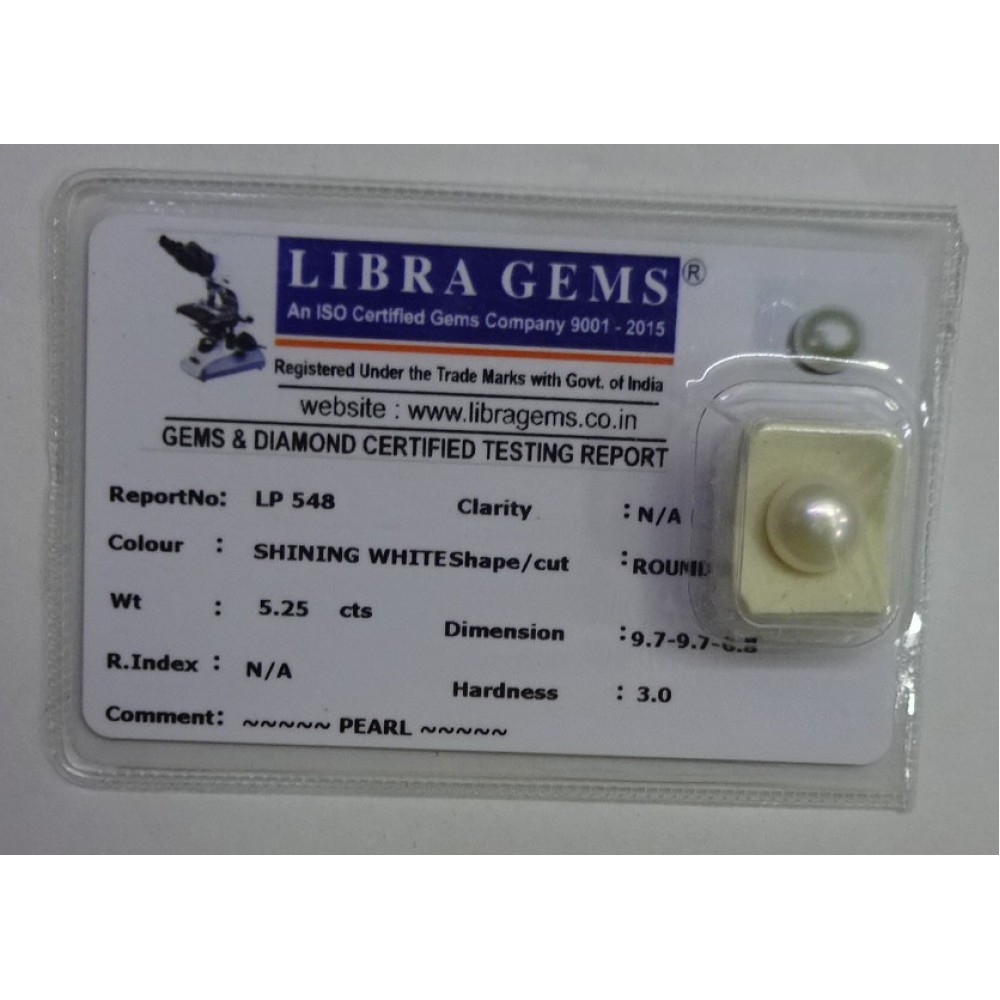 LIBRA GEMS ®
An ISO Certified Gems Company 9001 - 2015
Registered Under the Trade Marks with Govt. of India
website : www.libragems.co.in
GEMS & DIAMOND CERTIFIED TESTING REPORT
ReportNo: LP 548 Clarity : N/A
Colour : SHINING WHITE Shape/cut : ROUND
Wt : 5.25 cts Dimension : 9.7-9.7-
R.Index : N/A Hardness : 3.0
Comment: ~~~~~ PEARL ~~~~~